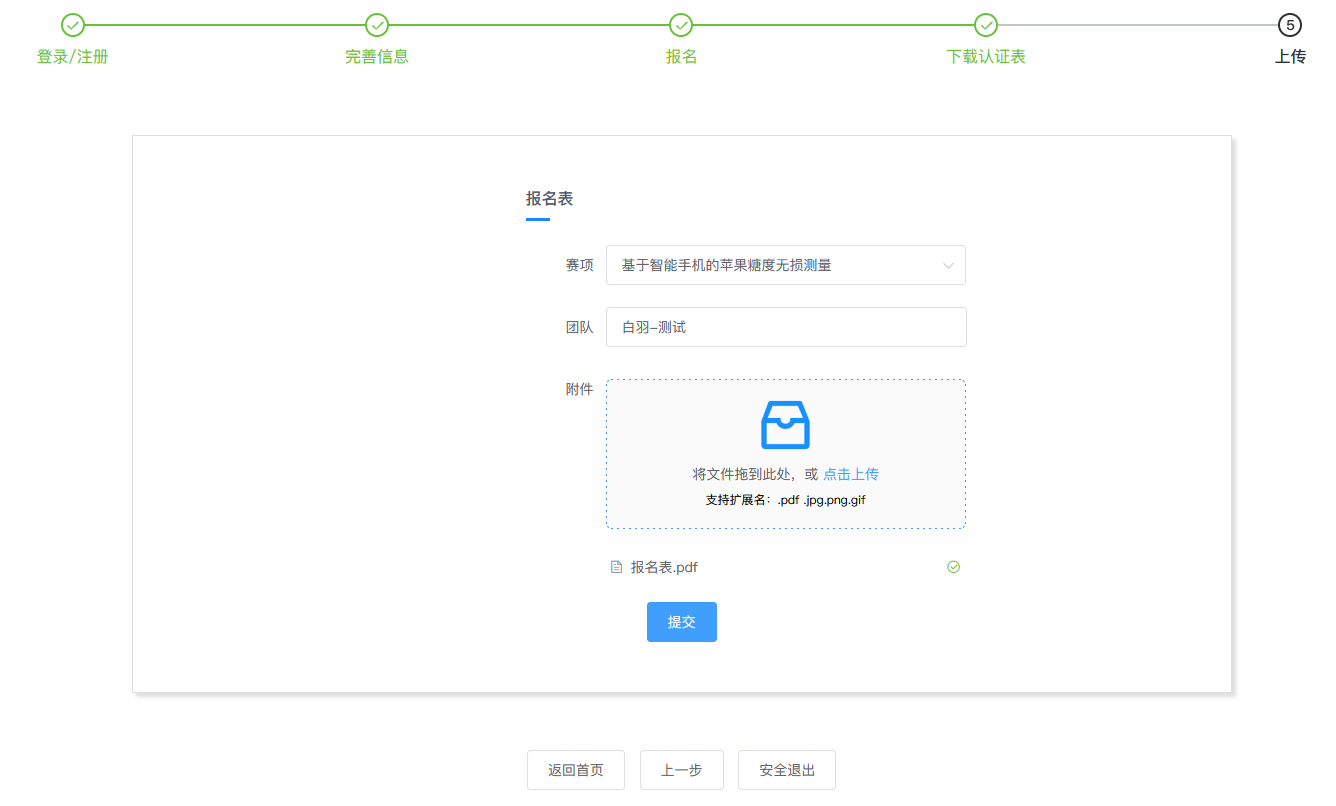 5
登录/注册
完善信息
报名
下载认证表
上传
报名表
赛项
基于智能手机的苹果糖度无损测量
团队
白羽-测试
附件
将文件拖到此处，或 点击上传
支持扩展名：.pdf .jpg.png.gif
报名表.pdf
提交
返回首页
上一步
安全退出